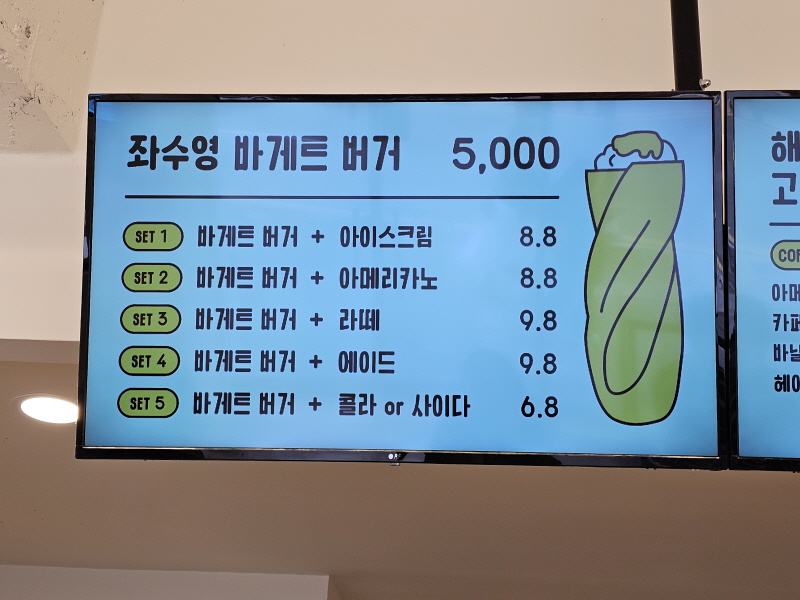 좌수영 바게트 버거 5,000
SET 1 바게트 버거 + 아이스크림 8.8
SET 2 바게트 버거 + 아메리카노 8.8
SET 3 바게트 버거 + 라떼 9.8
SET 4 바게트 버거 + 에이드 9.8
SET 5 바게트 버거 + 콜라 or 사이다 6.8
해
고